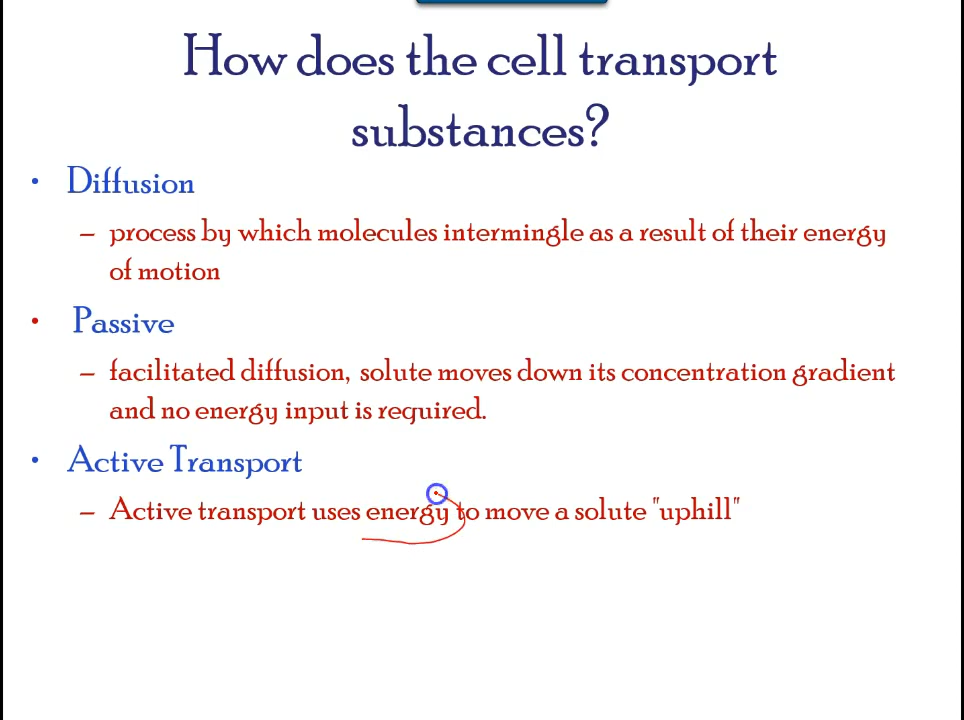 How does the cell transport
substances?
• Diffusion
– process by which molecules intermingle as a result of their energy
of motion
• Passive
– facilitated diffusion, solute moves down its concentration gradient
and no energy input is required.
• Active Transport
– Active transport uses energy to move a solute "uphill"